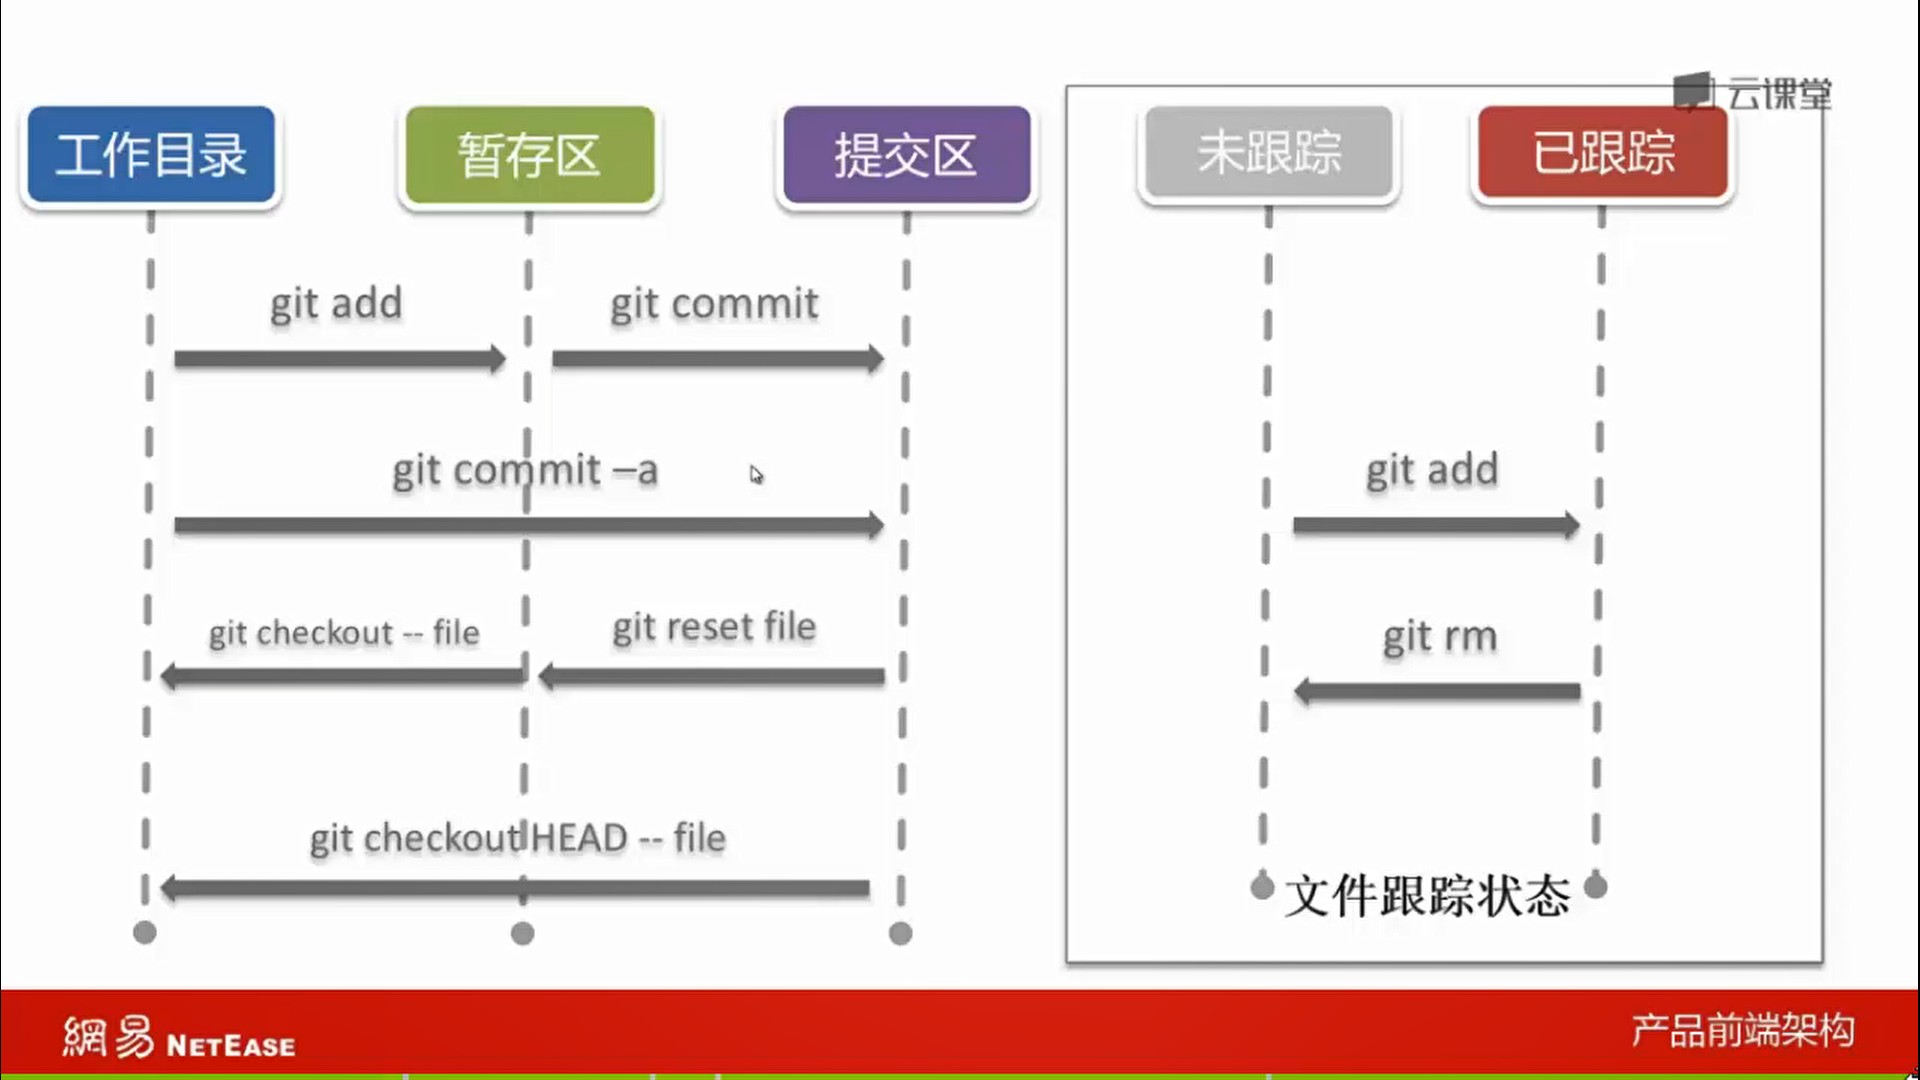 云课堂
工作目录
暂存区
提交区
未跟踪
已跟踪
git add
git commit
git commit –a
git add
git checkout -- file
git reset file
git rm
git checkout HEAD -- file
文件跟踪状态
網易 NETEASE
产品前端架构